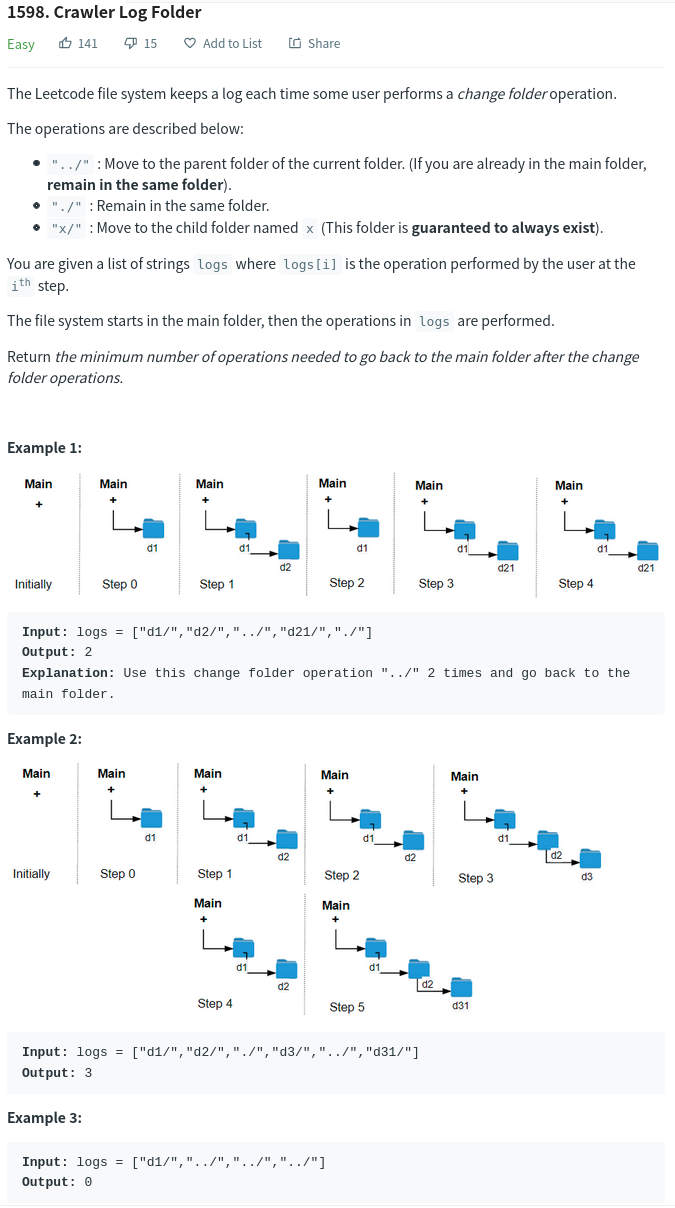 1598. Crawler Log Folder
Easy 141 15 Add to List Share
The Leetcode file system keeps a log each time some user performs a change folder operation.
The operations are described below:
"../" : Move to the parent folder of the current folder. (If you are already in the main folder,
remain in the same folder).
"./" : Remain in the same folder.
"x/" : Move to the child folder named x (This folder is guaranteed to always exist).
You are given a list of strings logs where logs[i] is the operation performed by the user at the
ith step.
The file system starts in the main folder, then the operations in logs are performed.
Return the minimum number of operations needed to go back to the main folder after the change
folder operations.
Example 1:
Main Main Main Main Main Main
+ + + + + +
d1 d1 d1 d1 d1
d2 d21 d21
Initially Step 0 Step 1 Step 2 Step 3 Step 4
Input: logs = ["d1/","d2/","../","d21/","./"]
Output: 2
Explanation: Use this change folder operation "../" 2 times and go back to the
main folder.
Example 2:
Main Main Main Main Main
+ + + + +
d1 d1 d1 d1
d2 d2 d2
d3
Initially Step 0 Step 1 Step 2 Step 3
Main Main
+ +
d1 d1
d2 d2
d31
Step 4 Step 5
Input: logs = ["d1/","d2/","./","d3/","../","d31/"]
Output: 3
Example 3:
Input: logs = ["d1/","../","../","../"]
Output: 0